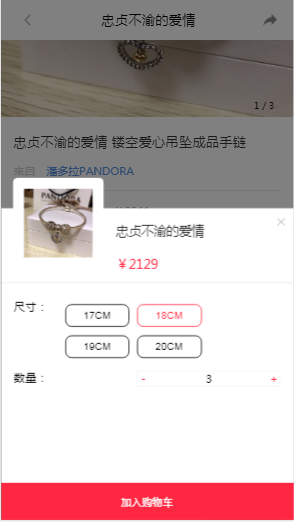 忠贞不渝的爱情
1 / 3
忠贞不渝的爱情 镂空爱心吊坠成品手链
来自 潘多拉PANDORA
PANDORA
忠贞不渝的爱情
×
￥2129
尺寸：
17CM
18CM
19CM
20CM
数量：
- 3 +
加入购物车